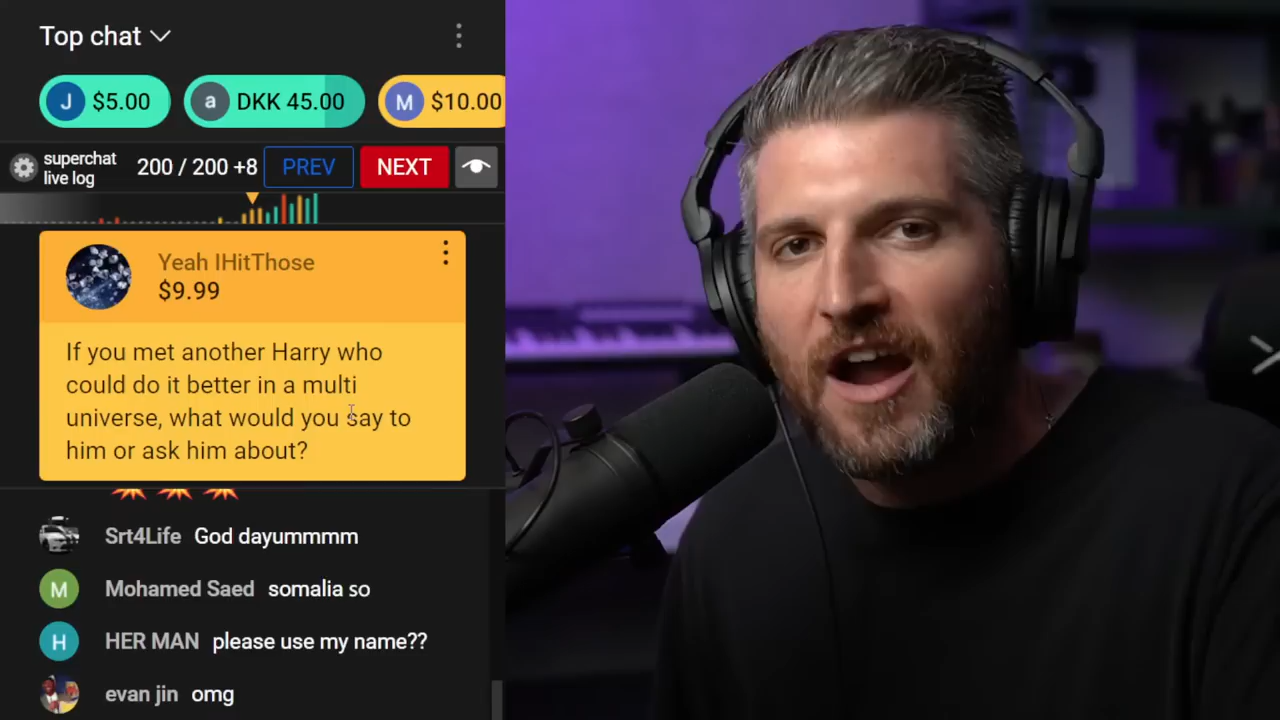 Top chat
J $5.00 a DKK 45.00 M $10.00
superchat
live log
200 / 200 +8 PREV NEXT
Yeah IHitThose
$9.99
If you met another Harry who
could do it better in a multi
universe, what would you say to
him or ask him about?
Srt4Life God dayummmm
M Mohamed Saed somalia so
H HER MAN please use my name??
evan jin omg